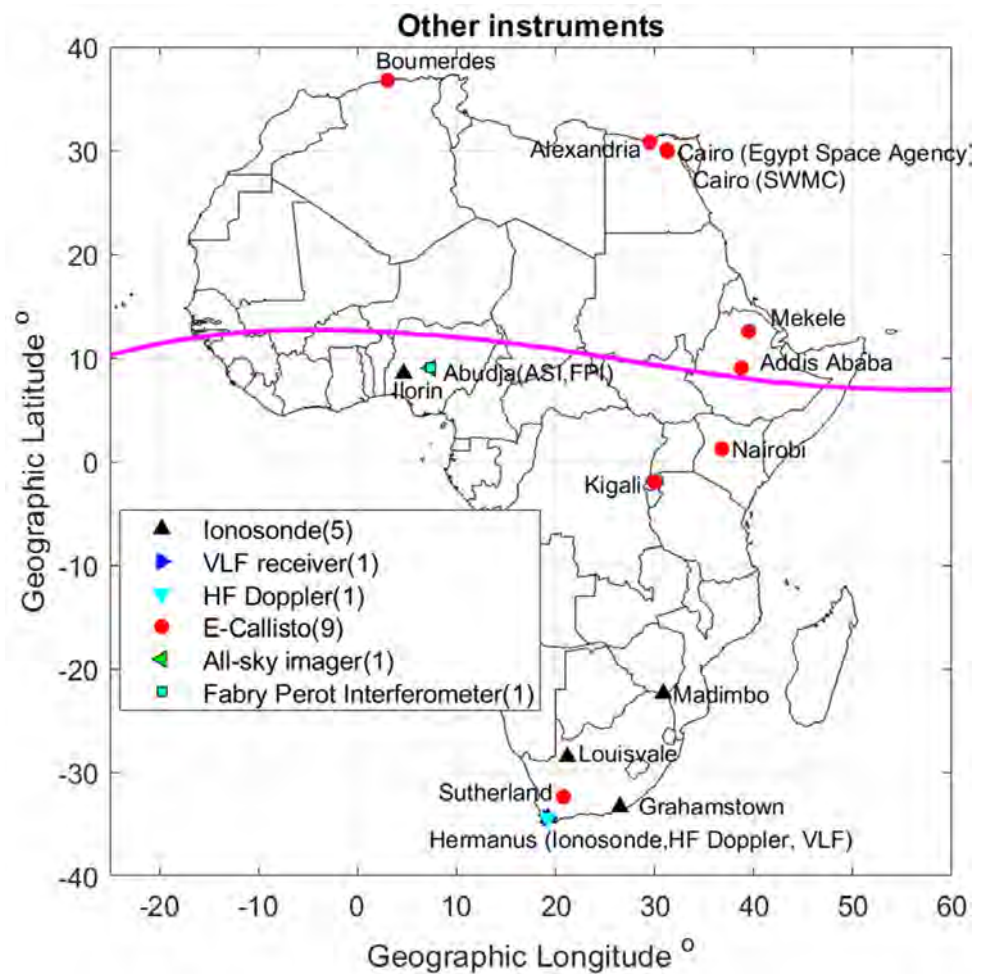 Other instruments
40
30
20
10
0
-10
-20
-30
-40
Geographic Latitude °
Boumerdes
Alexandria
Cairo (Egypt Space Agency)
Cairo (SWMC)
Mekele
Addis Ababa
Abudja(ASI,FPI)
Ilorin
Nairobi
Kigali
Ionosonde(5)
VLF receiver(1)
HF Doppler(1)
E-Callisto(9)
All-sky imager(1)
Fabry Perot Interferometer(1)
Madimbo
Louisvale
Sutherland
Grahamstown
Hermanus (Ionosonde,HF Doppler, VLF)
-20 -10 0 10 20 30 40 50 60
Geographic Longitude °